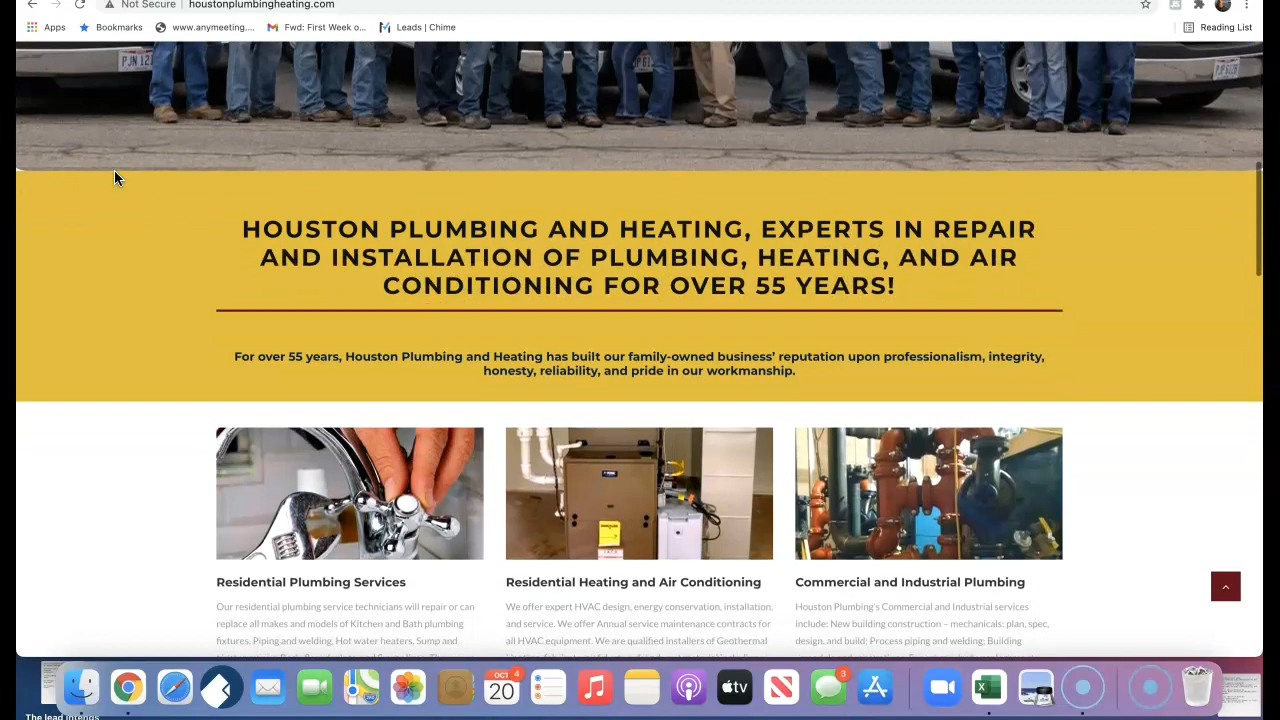 Not Secure houstonplumbingheating.com
Apps Bookmarks www.anymeeting.... Fwd: First Week o... Leads | Chime Reading List
HOUSTON PLUMBING AND HEATING, EXPERTS IN REPAIR
AND INSTALLATION OF PLUMBING, HEATING, AND AIR
CONDITIONING FOR OVER 55 YEARS!
For over 55 years, Houston Plumbing and Heating has built our family-owned business' reputation upon professionalism, integrity,
honesty, reliability, and pride in our workmanship.
Residential Plumbing Services
Our residential plumbing service technicians will repair or can
replace all makes and models of Kitchen and Bath plumbing
fixtures. Piping and welding, Hot water heaters, Sump and
Residential Heating and Air Conditioning
We offer expert HVAC design, energy conservation, installation,
and service. We offer Annual service maintenance contracts for
all HVAC equipment. We are qualified installers of Geothermal
Commercial and Industrial Plumbing
Houston Plumbing's Commercial and Industrial services
include: New building construction – mechanicals: plan, spec,
design, and build; Process piping and welding; Building
4
OCT
20
tv
3
The lead intends